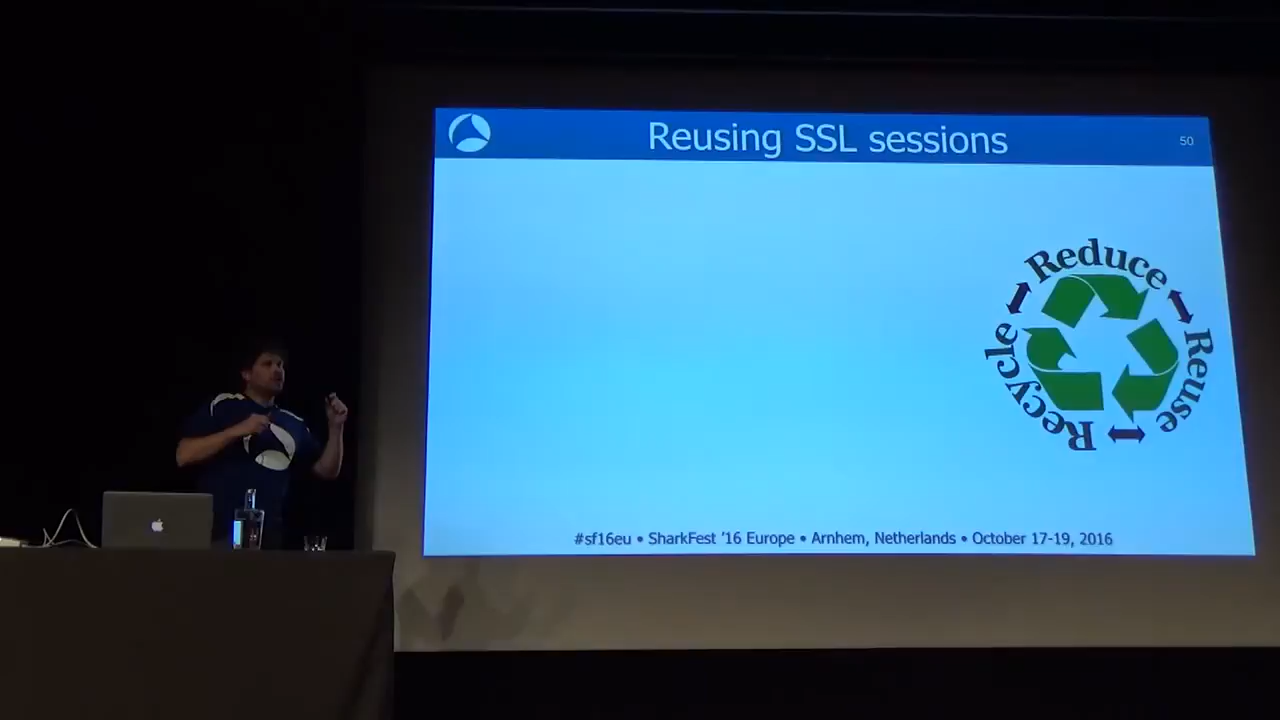 Reusing SSL sessions
50
Reduce
Reuse
Recycle
#sf16eu • SharkFest '16 Europe • Arnhem, Netherlands • October 17-19, 2016